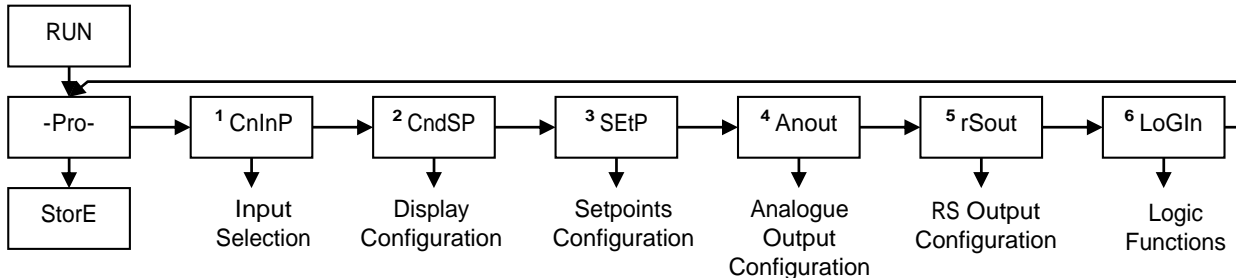 RUN
-Pro-
1 CnInP
2 CndSP
3 SEtP
4 Anout
5 rSout
6 LoGIn
StorE
Input
Selection
Display
Configuration
Setpoints
Configuration
Analogue
Output
Configuration
RS Output
Configuration
Logic
Functions